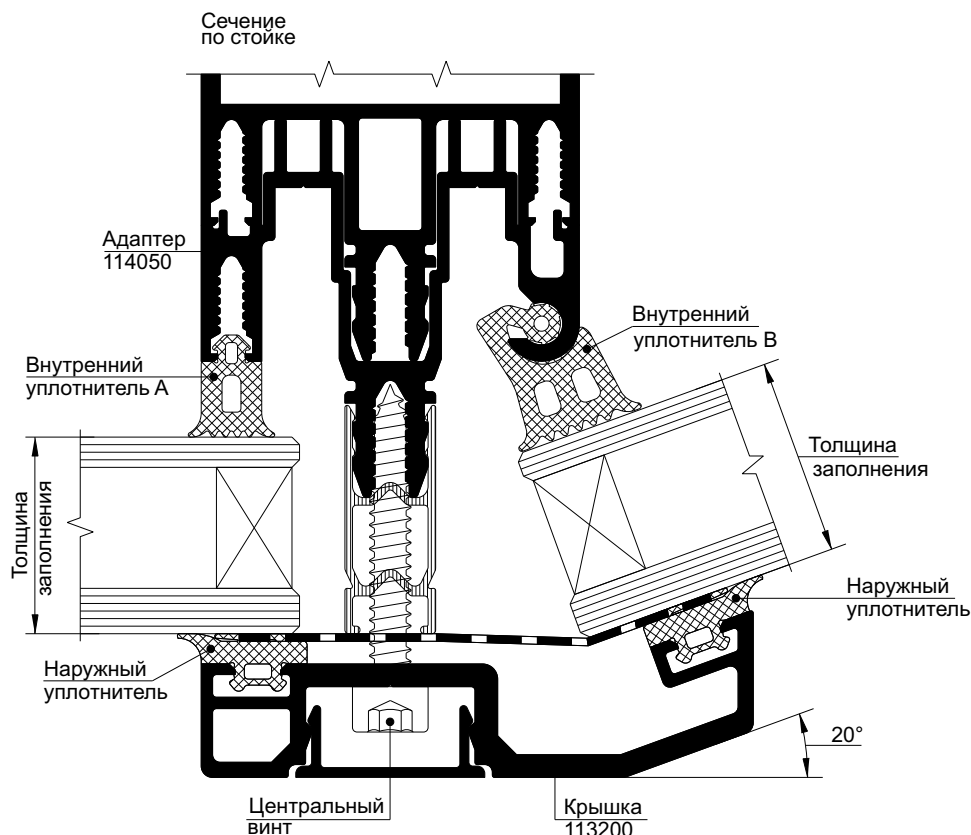 Сечение
по стойке
Адаптер
114050
Внутренний
уплотнитель В
Внутренний
уплотнитель А
Толщина
заполнения
Толщина
заполнения
Наружный
уплотнитель
Наружный
уплотнитель
20°
Центральный
винт
Крышка
113200